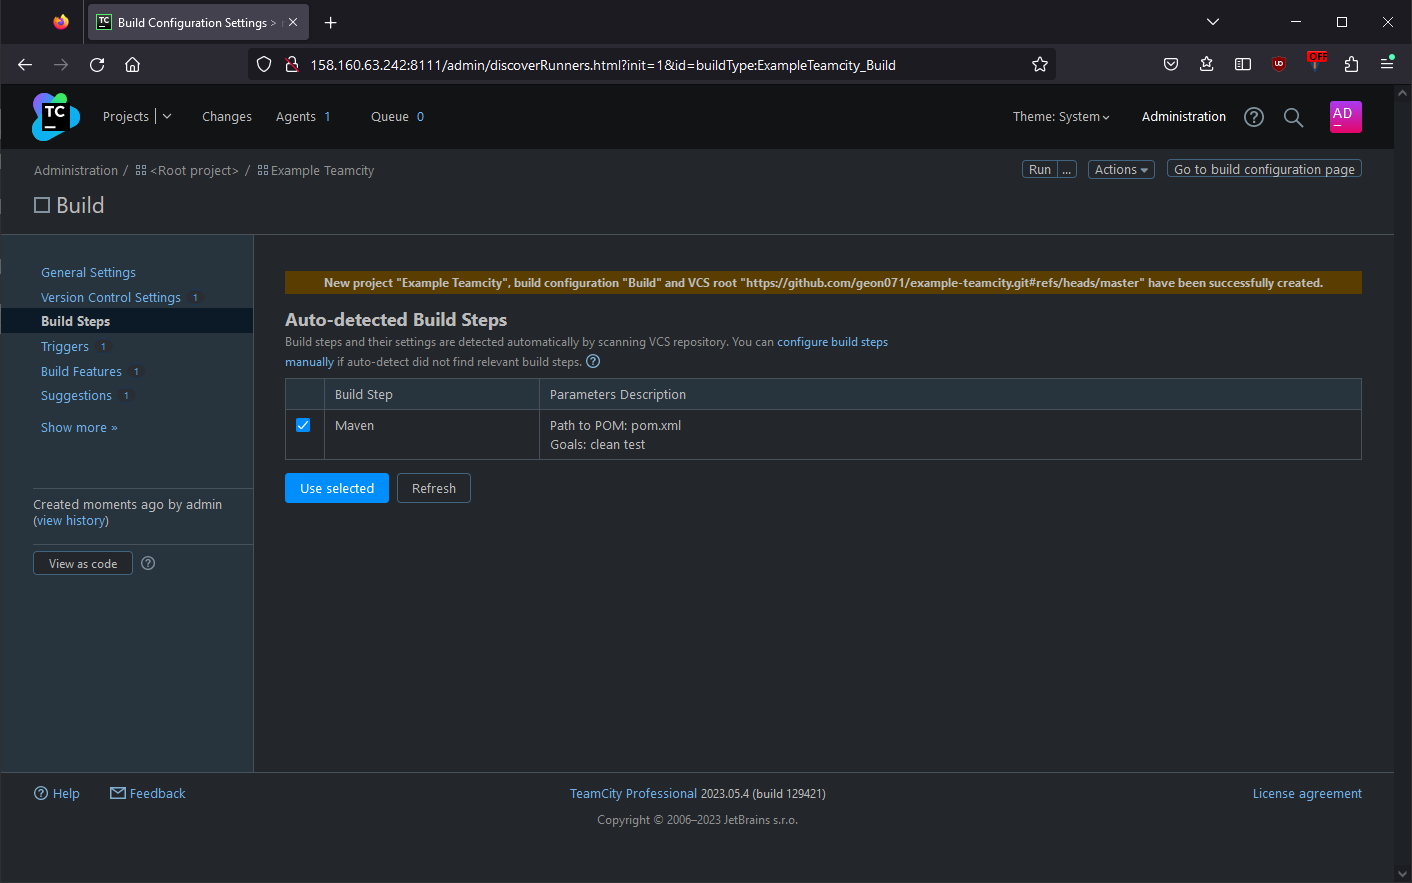 Build Configuration Settings >
158.160.63.242:8111/admin/discoverRunners.html?init=1&id=buildType:ExampleTeamcity_Build
UD
OFF
TC
Projects
Changes
Agents 1
Queue 0
Theme: System
Administration
AD
Administration / <Root project> / Example Teamcity
Run ...
Actions
Go to build configuration page
Build
General Settings
Version Control Settings 1
Build Steps
Triggers 1
Build Features 1
Suggestions 1
Show more »
Created moments ago by admin
(view history)
View as code
New project "Example Teamcity", build configuration "Build" and VCS root "https://github.com/geon071/example-teamcity.git#refs/heads/master" have been successfully created.
Auto-detected Build Steps
Build steps and their settings are detected automatically by scanning VCS repository. You can configure build steps
manually if auto-detect did not find relevant build steps.
Build Step Parameters Description
Maven Path to POM: pom.xml
Goals: clean test
Use selected Refresh
Help Feedback
TeamCity Professional 2023.05.4 (build 129421)
License agreement
Copyright © 2006–2023 JetBrains s.r.o.